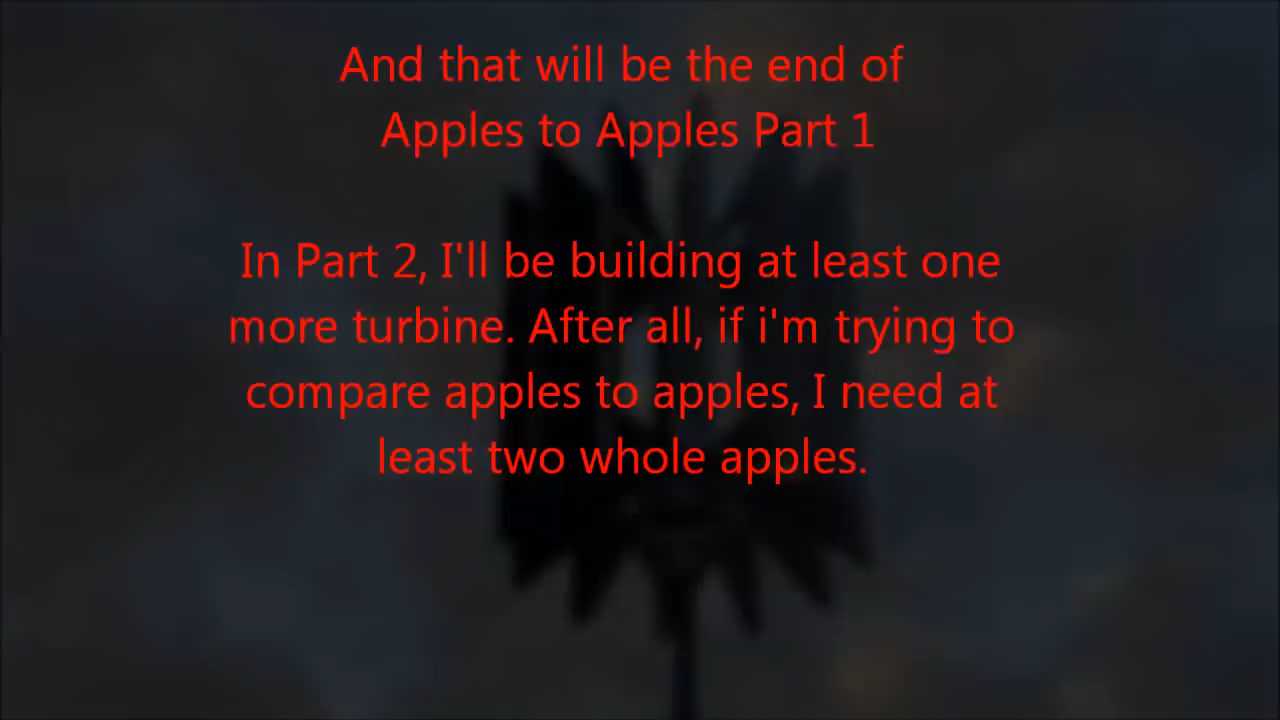 And that will be the end of
Apples to Apples Part 1
In Part 2, I'll be building at least one
more turbine. After all, if i'm trying to
compare apples to apples, I need at
least two whole apples.